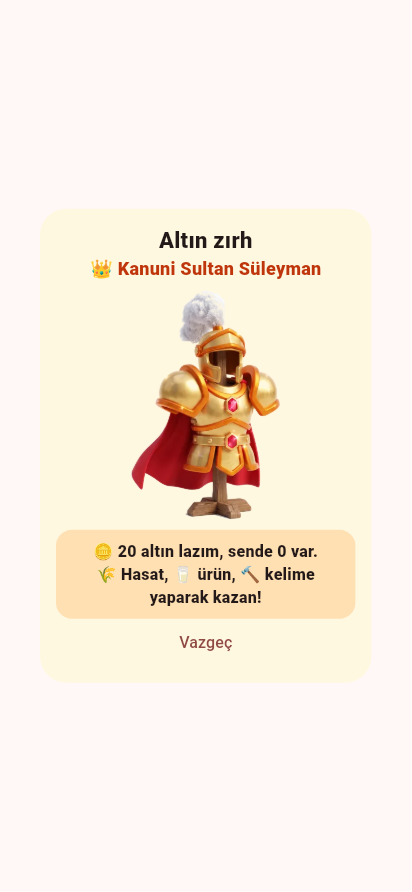 Altın zırh
👑 Kanuni Sultan Süleyman
🪙 20 altın lazım, sende 0 var.
🌾 Hasat, 🥛 ürün, 🔨 kelime
yaparak kazan!
Vazgeç